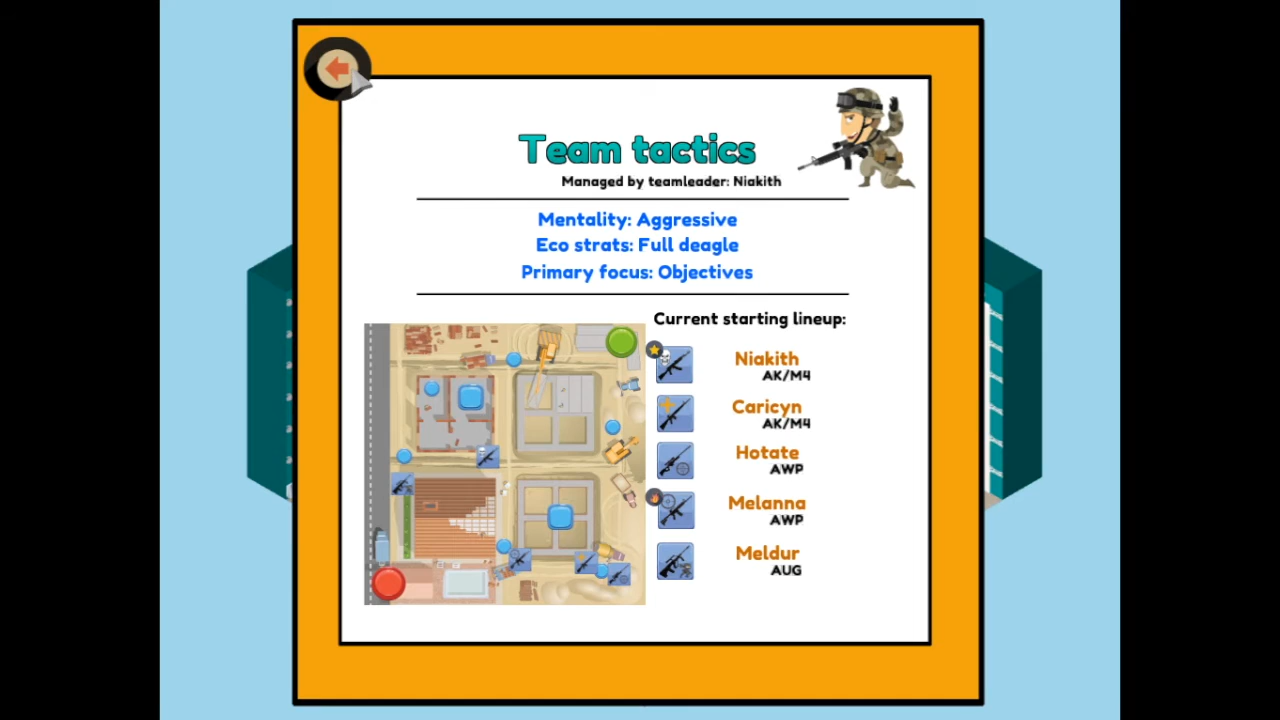 Team tactics
Managed by teamleader: Niakith
Mentality: Aggressive
Eco strats: Full deagle
Primary focus: Objectives
Current starting lineup:
Niakith
AK/M4
Caricyn
AK/M4
Hotate
AWP
Melanna
AWP
Meldur
AUG